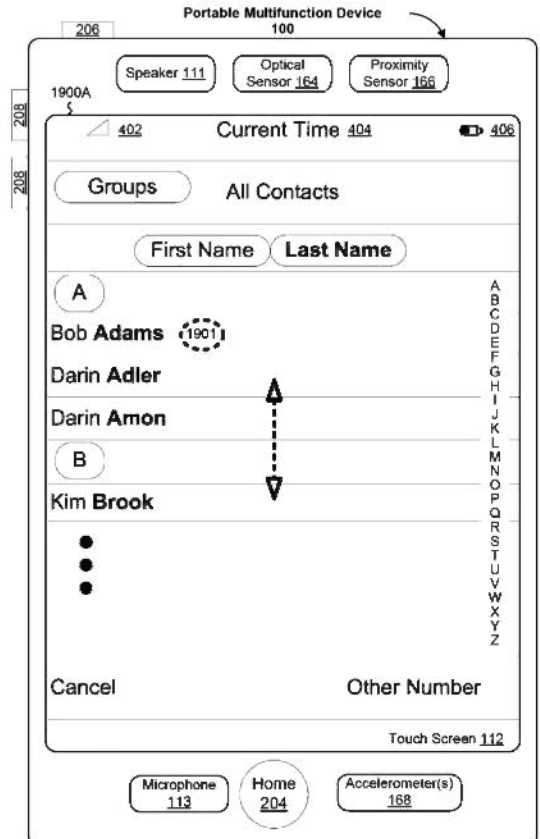 Portable Multifunction Device
100
206
Speaker 111
Optical
Sensor 164
Proximity
Sensor 166
1900A
208
208
402
Current Time 404
406
Groups
All Contacts
First Name
Last Name
A
Bob Adams
1901
Darin Adler
Darin Amon
B
Kim Brook
A
B
C
D
E
F
G
H
I
J
K
L
M
N
O
P
Q
R
S
T
U
V
W
X
Y
Z
Cancel
Other Number
Touch Screen 112
Microphone
113
Home
204
Accelerometer(s)
168